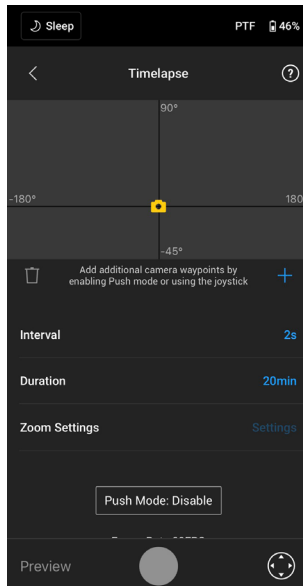 Sleep PTF 46%
Timelapse ?
90°
-180° 180
-45°
Add additional camera waypoints by
enabling Push mode or using the joystick
Interval 2s
Duration 20min
Zoom Settings Settings
Push Mode: Disable
Preview